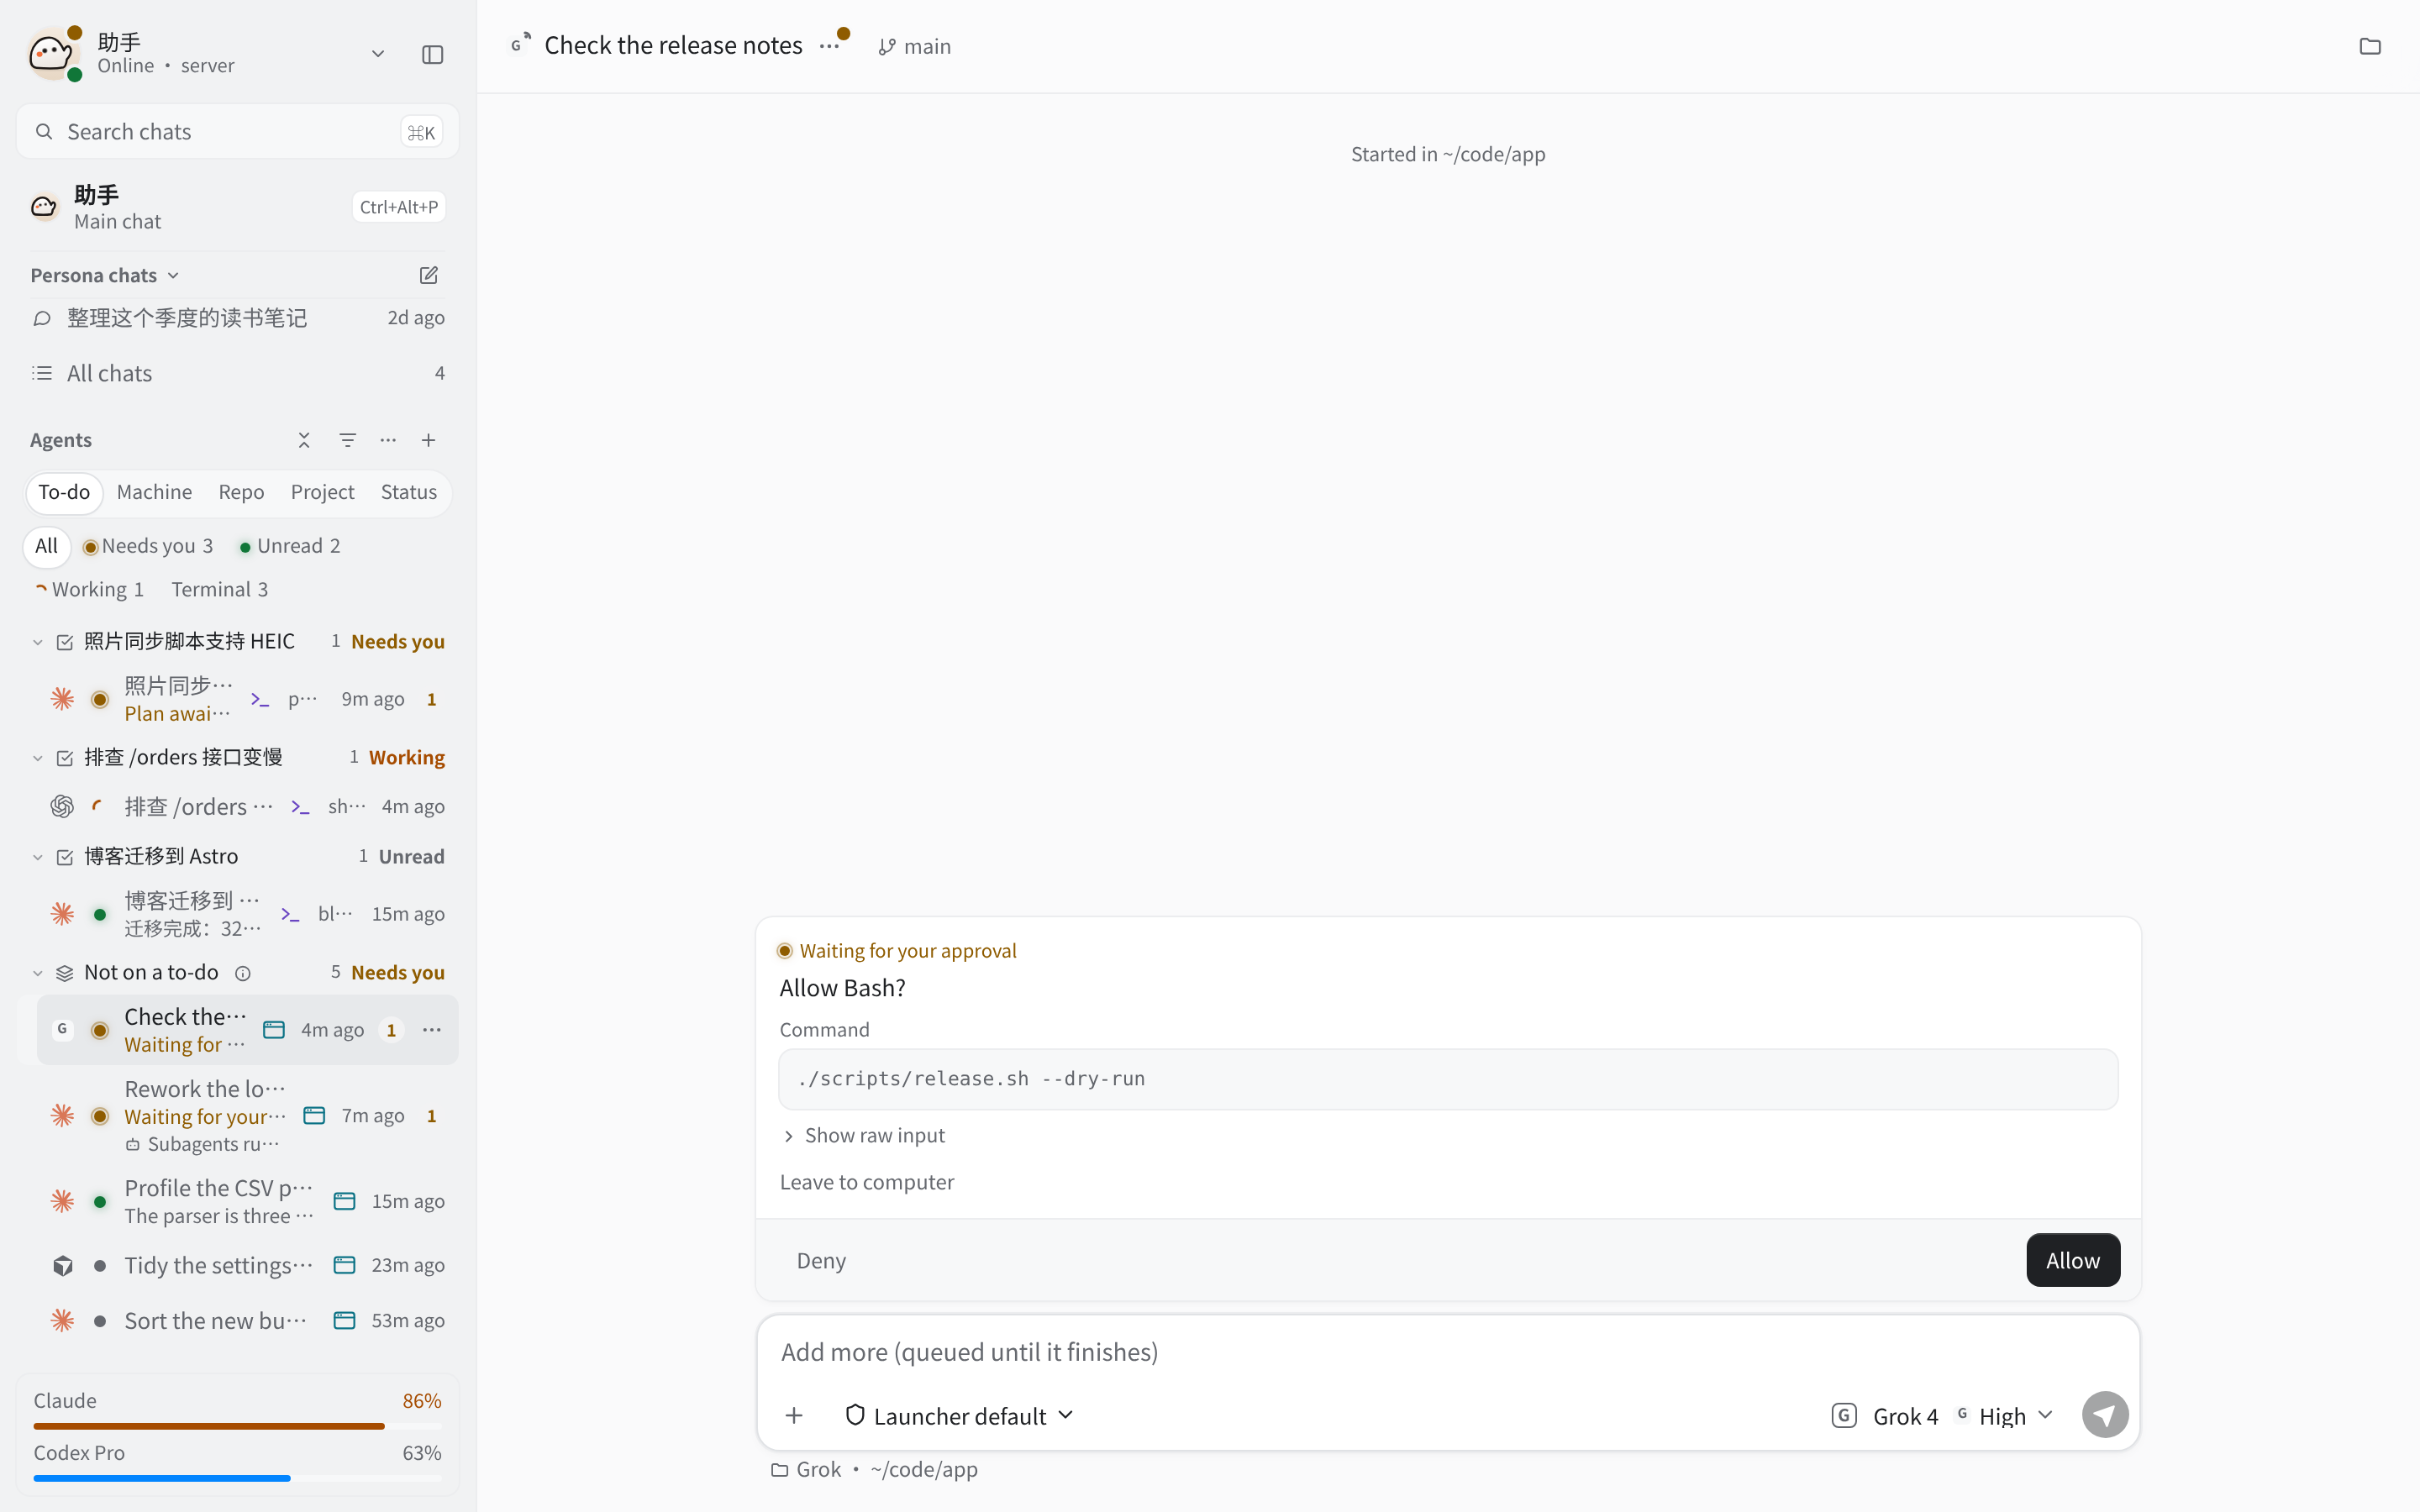 助手
Online • server
Search chats
⌘K
助手
Main chat
Ctrl+Alt+P
Persona chats
整理这个季度的读书笔记 2d ago
All chats 4
Agents
To-do Machine Repo Project Status
All Needs you 3 Unread 2
Working 1 Terminal 3
照片同步脚本支持 HEIC 1 Needs you
照片同步… p… 9m ago 1
Plan awai…
排查 /orders 接口变慢 1 Working
排查 /orders … sh… 4m ago
博客迁移到 Astro 1 Unread
博客迁移到 … bl… 15m ago
迁移完成：32…
Not on a to-do 5 Needs you
G Check the… 4m ago 1
Waiting for …
Rework the lo…
Waiting for your… 7m ago 1
Subagents ru…
Profile the CSV p… 15m ago
The parser is three …
Tidy the settings… 23m ago
Sort the new bu… 53m ago
Claude 86%
Codex Pro 63%
G Check the release notes main
Started in ~/code/app
Waiting for your approval
Allow Bash?
Command
./scripts/release.sh --dry-run
Show raw input
Leave to computer
Deny Allow
Add more (queued until it finishes)
Launcher default G Grok 4 G High
Grok • ~/code/app